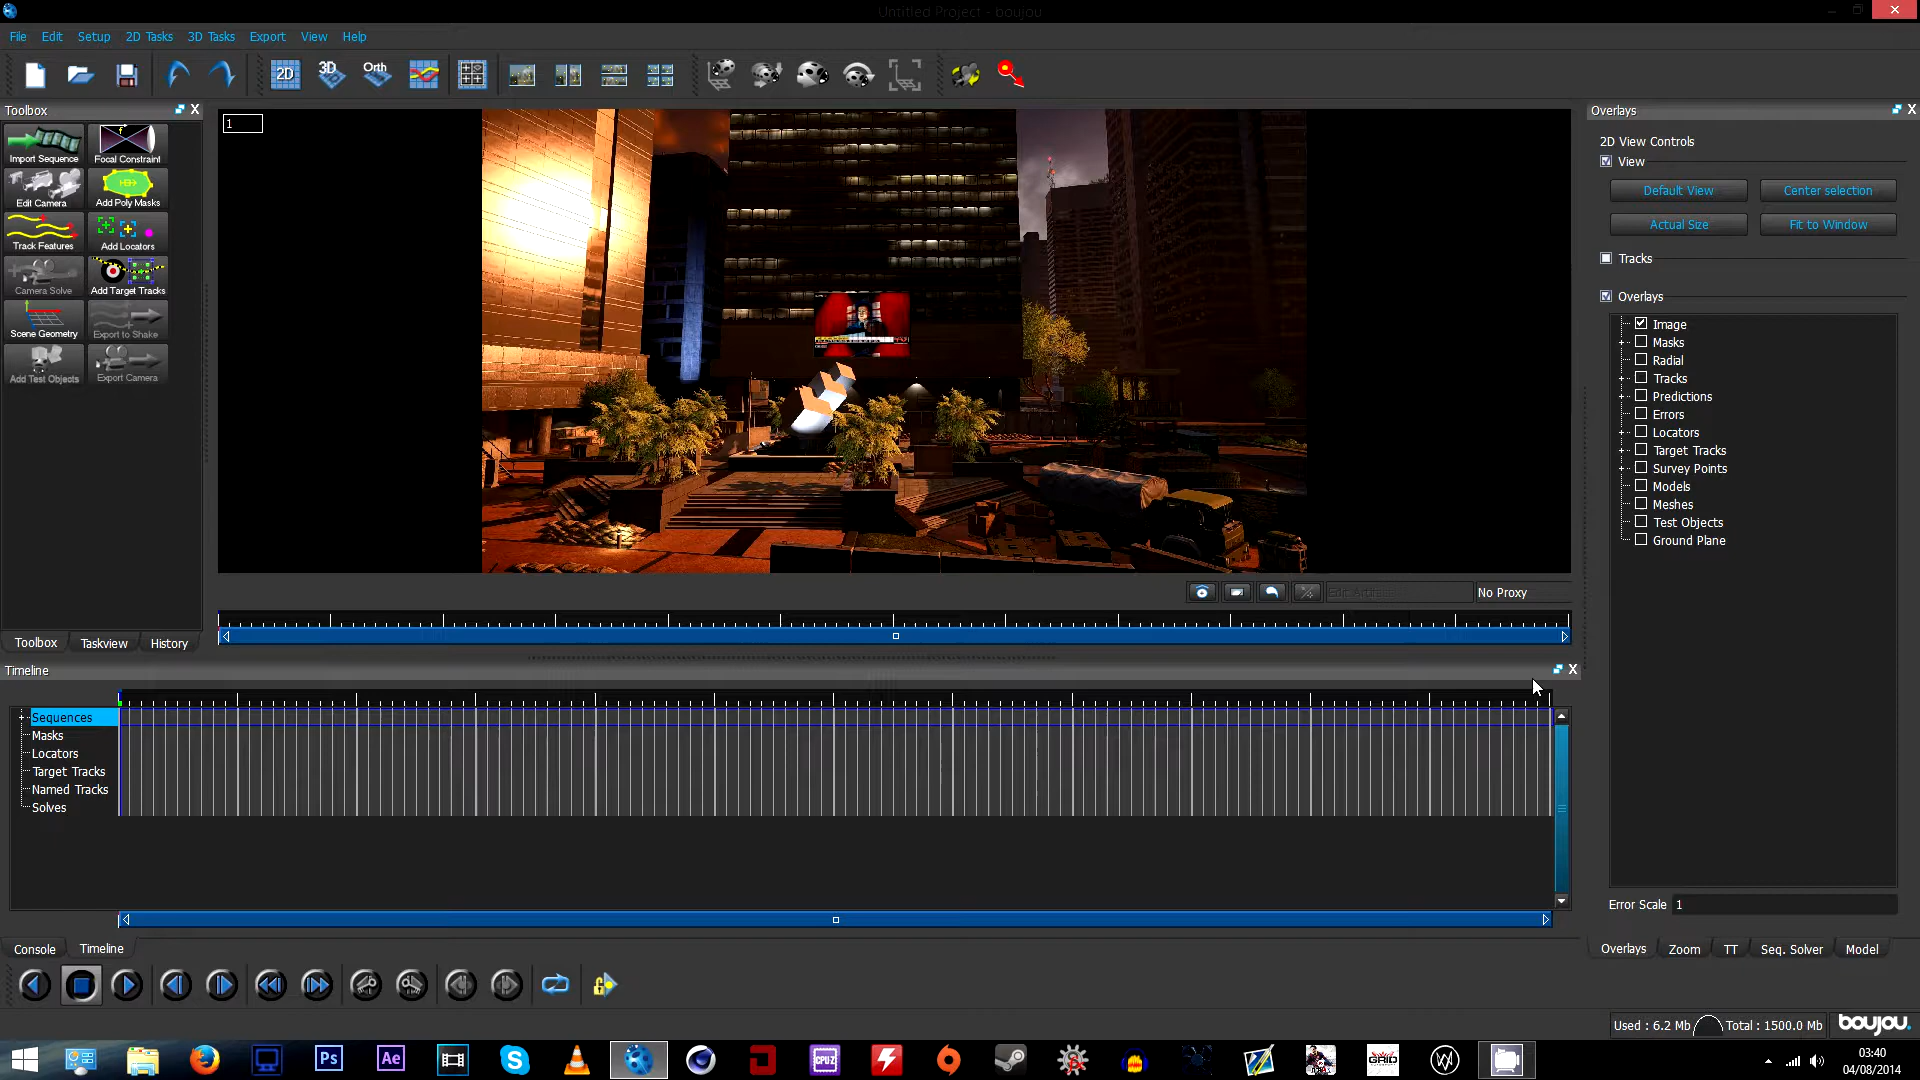 Untitled Project - boujou
File Edit Setup 2D Tasks 3D Tasks Export View Help
2D 3D Orth
Toolbox
Import Sequence Focal Constraint
Edit Camera Add Poly Masks
Track Features Add Locators
Camera Solve Add Target Tracks
Scene Geometry Export to Shake
Add Test Objects Export Camera
Toolbox Taskview History
1
No Proxy
Overlays
2D View Controls
View
Default View Center selection
Actual Size Fit to Window
Tracks
Overlays
Image
Masks
Radial
Tracks
Predictions
Errors
Locators
Target Tracks
Survey Points
Models
Meshes
Test Objects
Ground Plane
Error Scale 1
Overlays Zoom TT Seq. Solver Model
Timeline
Sequences
Masks
Locators
Target Tracks
Named Tracks
Solves
Console Timeline
Used : 6.2 Mb Total : 1500.0 Mb boujou
Ps Ae CPUZ GRID
03:40
04/08/2014